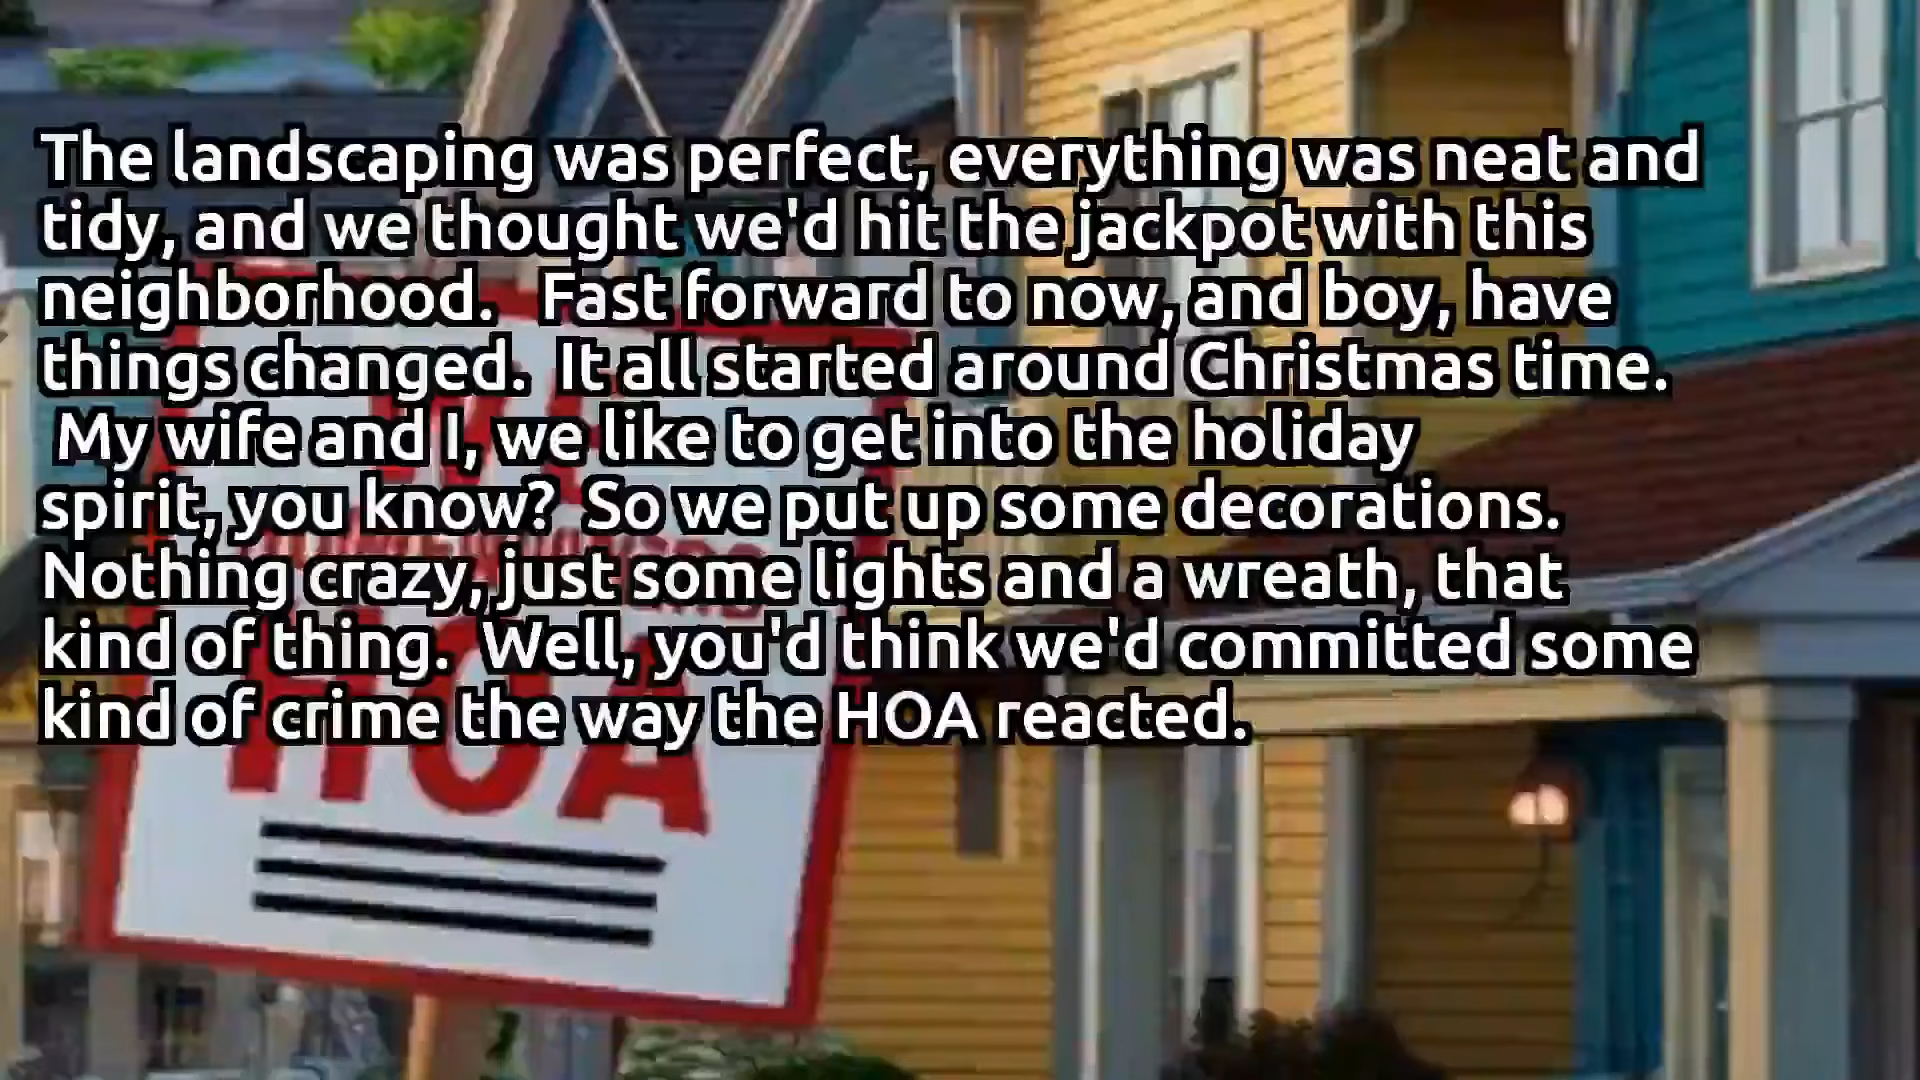 The landscaping was perfect, everything was neat and
tidy, and we thought we'd hit the jackpot with this
neighborhood. Fast forward to now, and boy, have
things changed. It all started around Christmas time.
My wife and I, we like to get into the holiday
spirit, you know? So we put up some decorations.
Nothing crazy, just some lights and a wreath, that
kind of thing. Well, you'd think we'd committed some
kind of crime the way the HOA reacted.
HOA